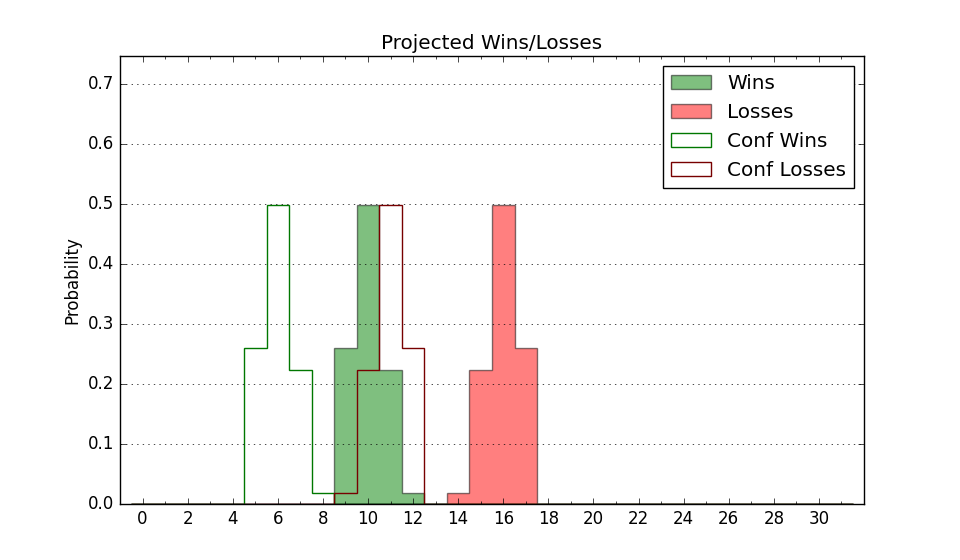 Projected Wins/Losses
Wins
Losses
Conf Wins
Conf Losses
Probability
0.7
0.6
0.5
0.4
0.3
0.2
0.1
0.0
0 2 4 6 8 10 12 14 16 18 20 22 24 26 28 30